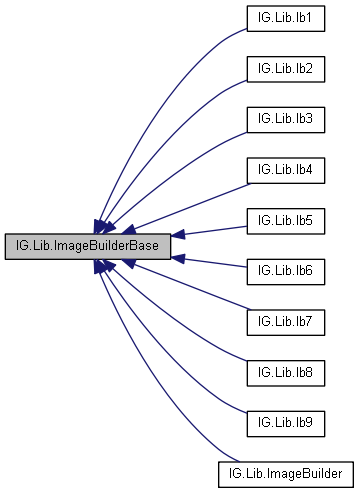 IG.Lib.Ib1
IG.Lib.Ib2
IG.Lib.Ib3
IG.Lib.Ib4
IG.Lib.ImageBuilderBase
IG.Lib.Ib5
IG.Lib.Ib6
IG.Lib.Ib7
IG.Lib.Ib8
IG.Lib.Ib9
IG.Lib.ImageBuilder